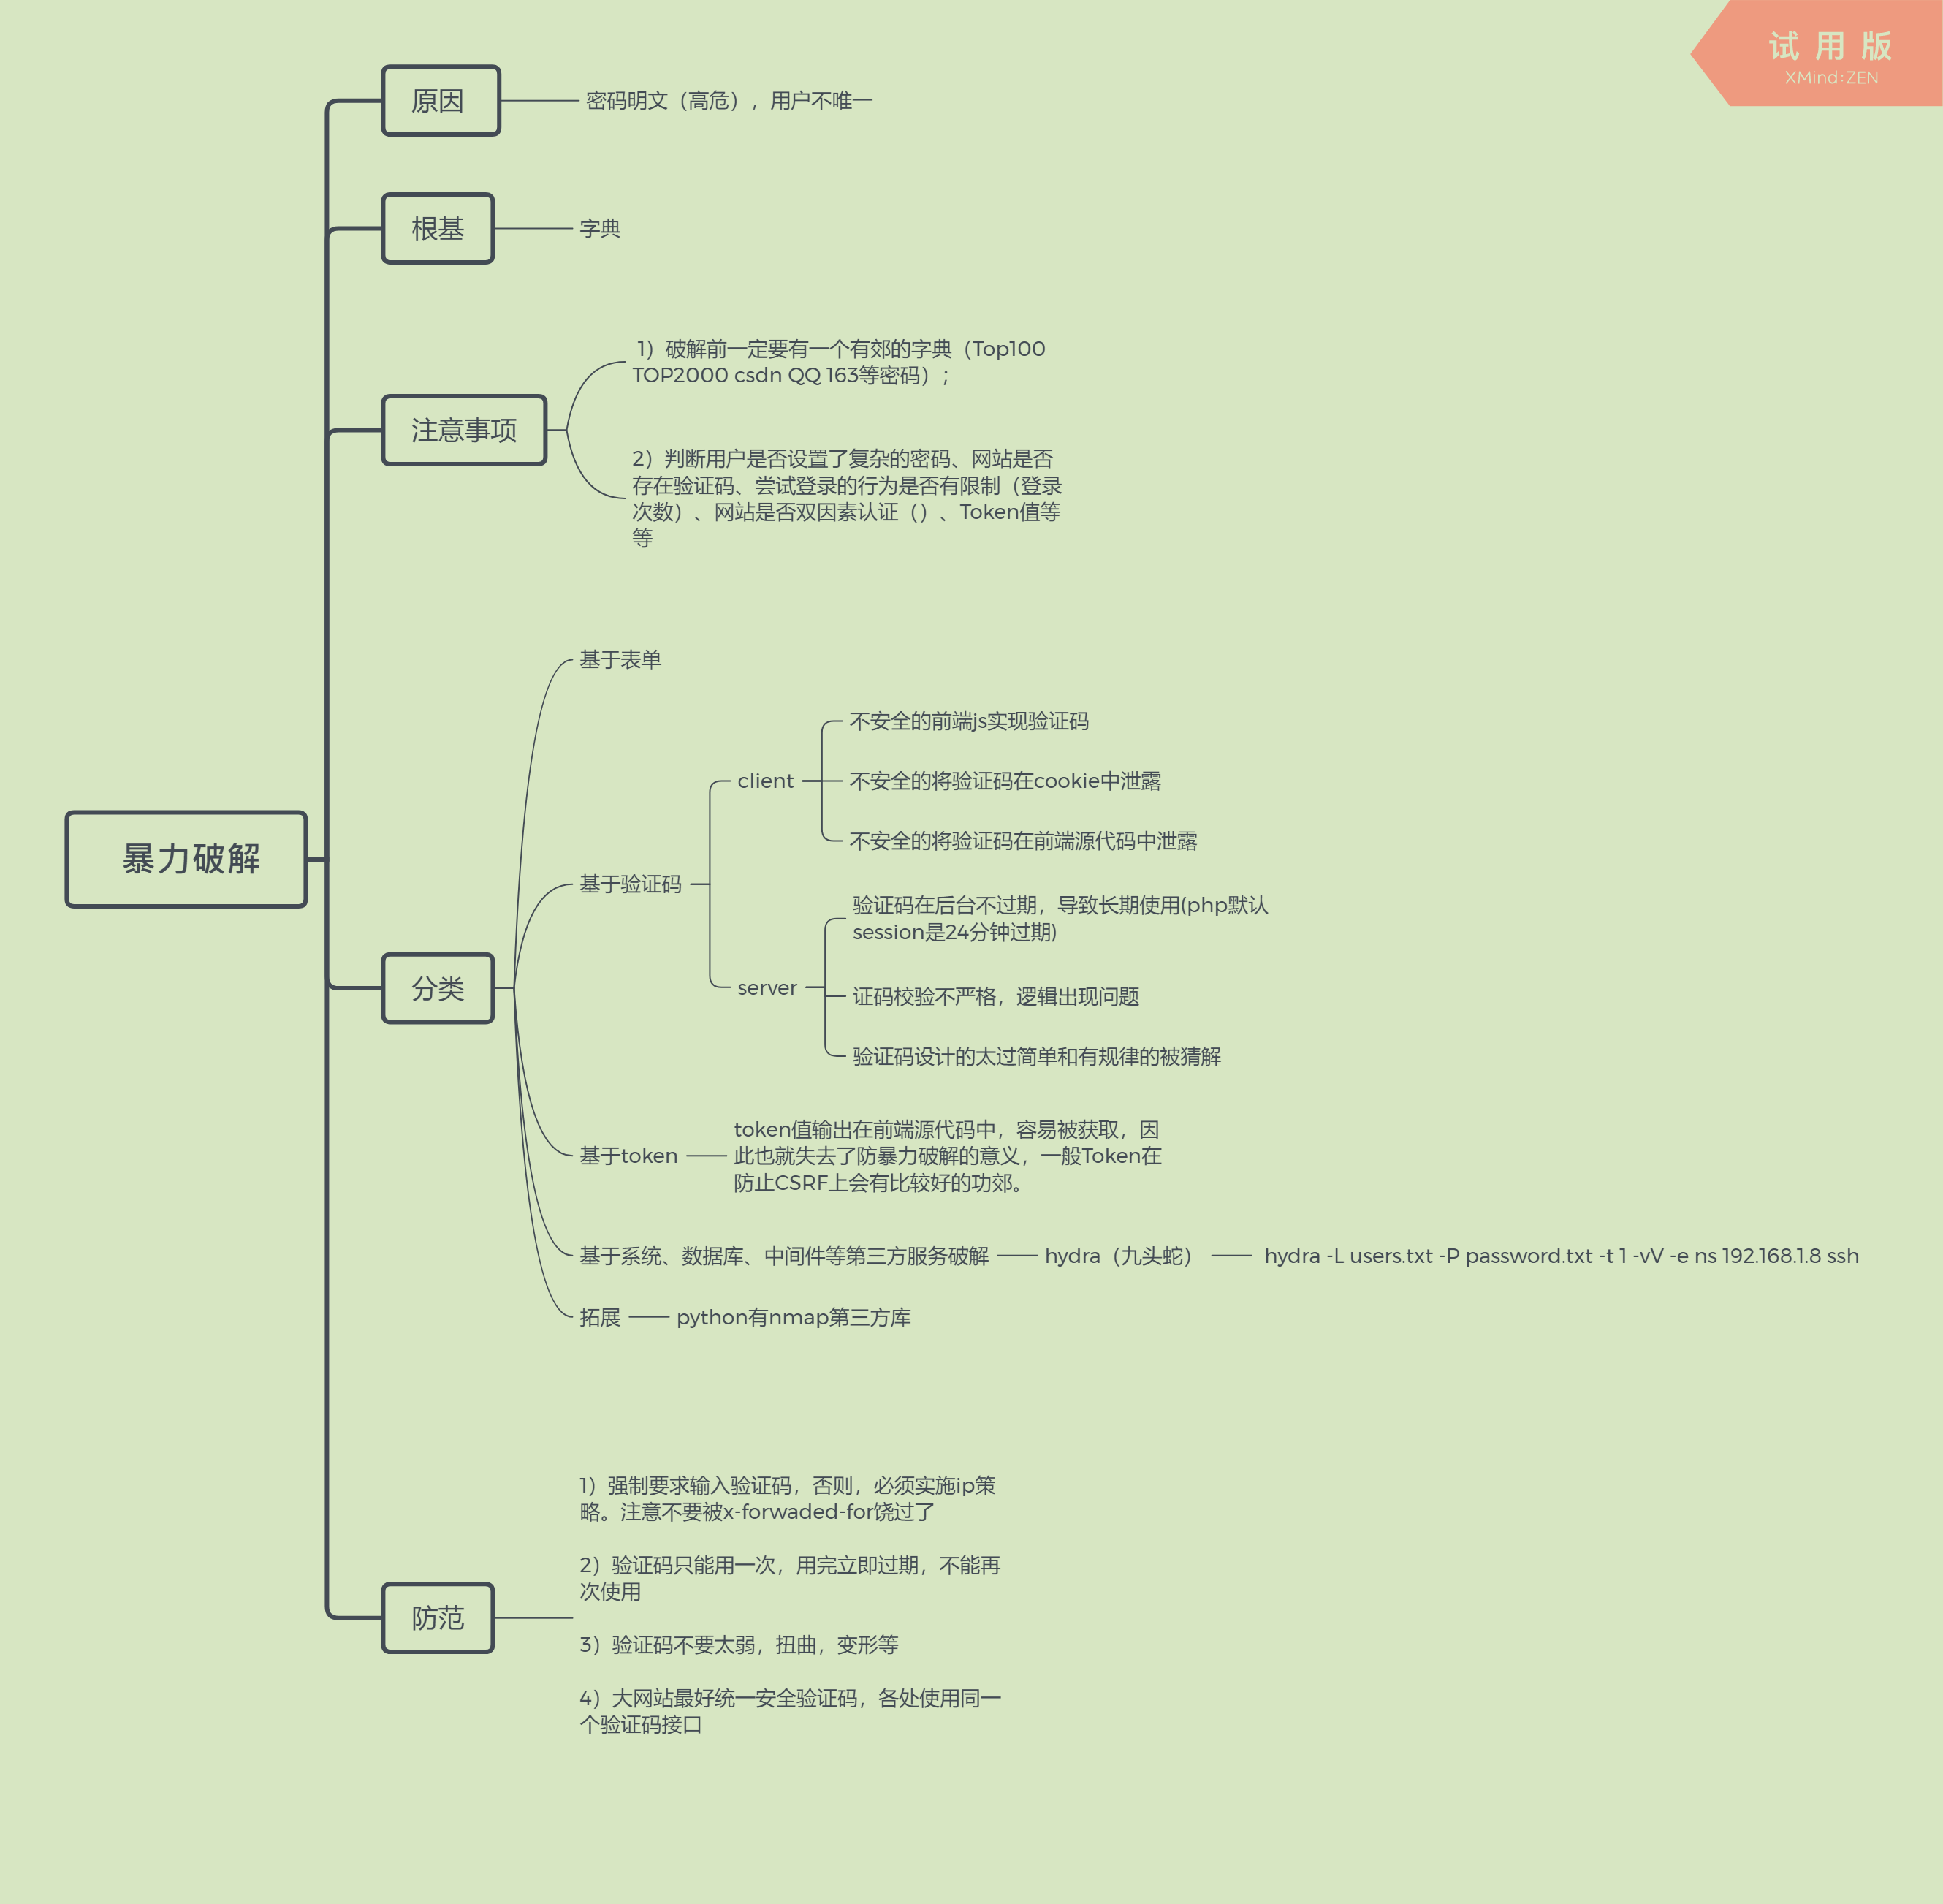 试用版
XMind:ZEN
原因
密码明文（高危），用户不唯一
根基
字典
注意事项
1）破解前一定要有一个有郊的字典（Top100
TOP2000 csdn QQ 163等密码）；
2）判断用户是否设置了复杂的密码、网站是否
存在验证码、尝试登录的行为是否有限制（登录
次数）、网站是否双因素认证（）、Token值等
等
暴力破解
分类
基于表单
基于验证码
client
不安全的前端js实现验证码
不安全的将验证码在cookie中泄露
不安全的将验证码在前端源代码中泄露
server
验证码在后台不过期，导致长期使用(php默认
session是24分钟过期)
证码校验不严格，逻辑出现问题
验证码设计的太过简单和有规律的被猜解
基于token
token值输出在前端源代码中，容易被获取，因
此也就失去了防暴力破解的意义，一般Token在
防止CSRF上会有比较好的功郊。
基于系统、数据库、中间件等第三方服务破解
hydra（九头蛇）
hydra -L users.txt -P password.txt -t 1 -vV -e ns 192.168.1.8 ssh
拓展
python有nmap第三方库
防范
1）强制要求输入验证码，否则，必须实施ip策
略。注意不要被x-forwaded-for饶过了
2）验证码只能用一次，用完立即过期，不能再
次使用
3）验证码不要太弱，扭曲，变形等
4）大网站最好统一安全验证码，各处使用同一
个验证码接口